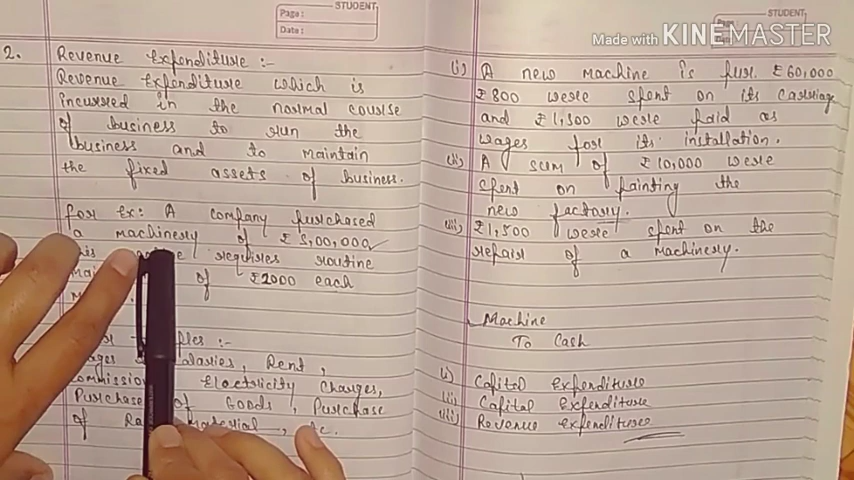 STUDENT
Page:
Date:
2. Revenue Expenditure :-
Revenue Expenditure which is
incurred in the normal course
of business to run the
business and to maintain
the fixed assets of business.
for Ex: A company purchased
a machinery of ₹ 5,00,000
requires routine
of ₹2000 each
:-
Salaries, Rent,
Electricity Charges,
Purchase of Goods, Purchase
of Material, &c.
STUDENT
Made with KINEMASTER
(i) A new machine is pur. ₹60,000
₹800 were spent on its carriage
and ₹1,500 were paid as
wages for its installation.
(ii) A sum of ₹10,000 were
spent on painting the
new factory.
(iii) ₹1,500 were spent on the
repair of a machinery.
Machine
To Cash
(i) Capital Expenditure
(ii) Capital Expenditure
(iii) Revenue Expenditure